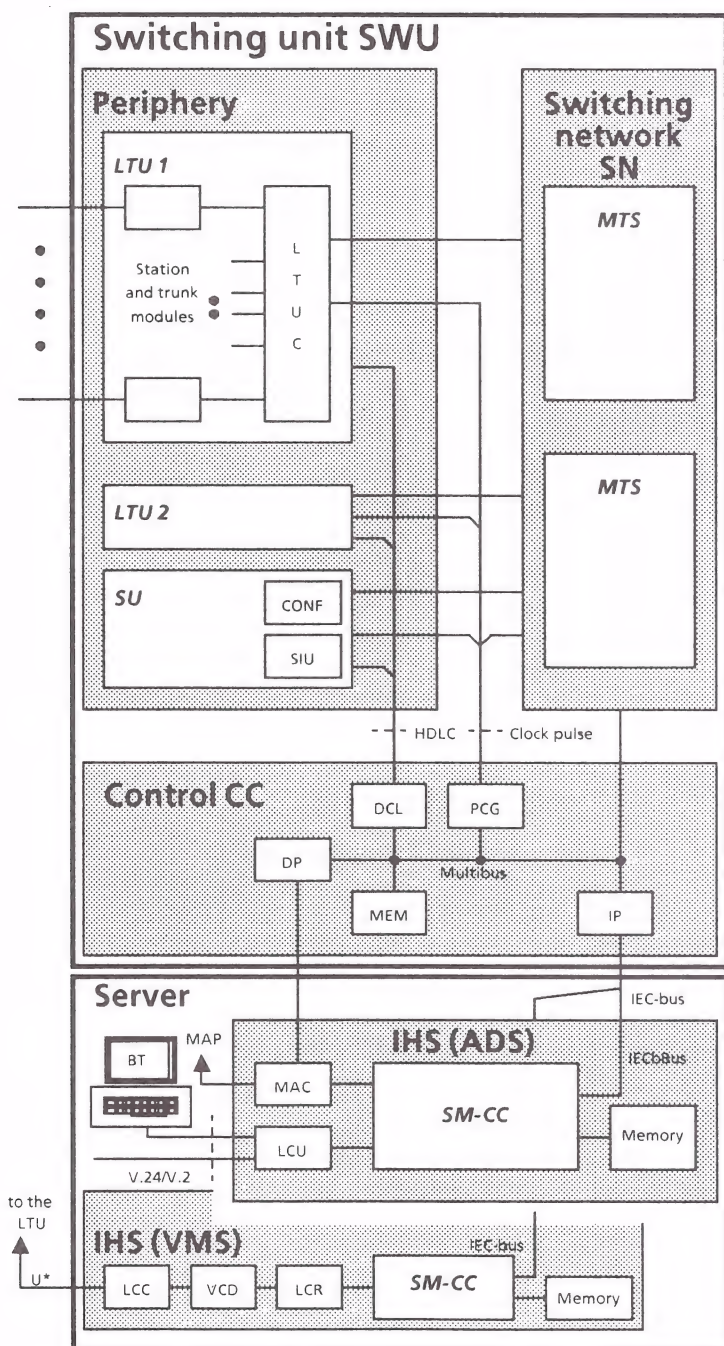 Switching unit SWU
Periphery
Switching
network
SN
LTU 1
MTS
L
T
U
C
Station
and trunk
modules
LTU 2
MTS
SU
CONF
SIU
HDLC
Clock pulse
Control CC
DCL
PCG
DP
Multibus
MEM
IP
Server
IEC-bus
IHS (ADS)
MAP
BT
IECbBus
MAC
SM-CC
LCU
Memory
V.24/V.2
to the
LTU
IHS (VMS)
IEC-bus
U*
LCC
VCD
LCR
SM-CC
Memory